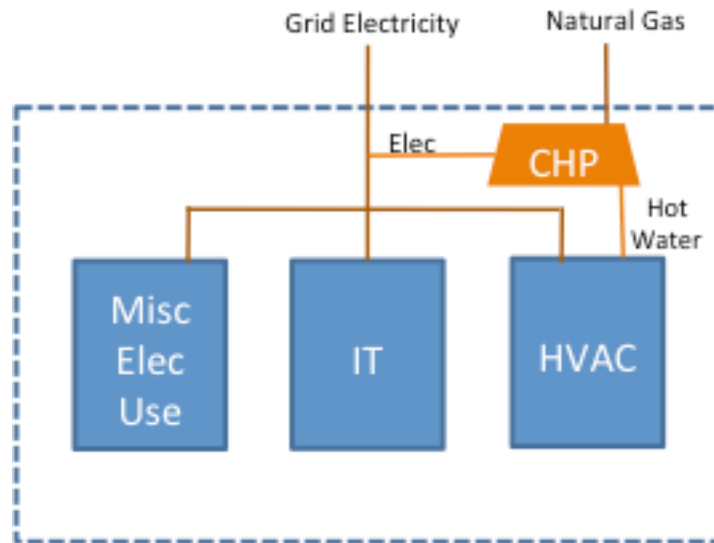 Grid Electricity
Natural Gas
Elec
CHP
Hot
Water
Misc
Elec
Use
IT
HVAC